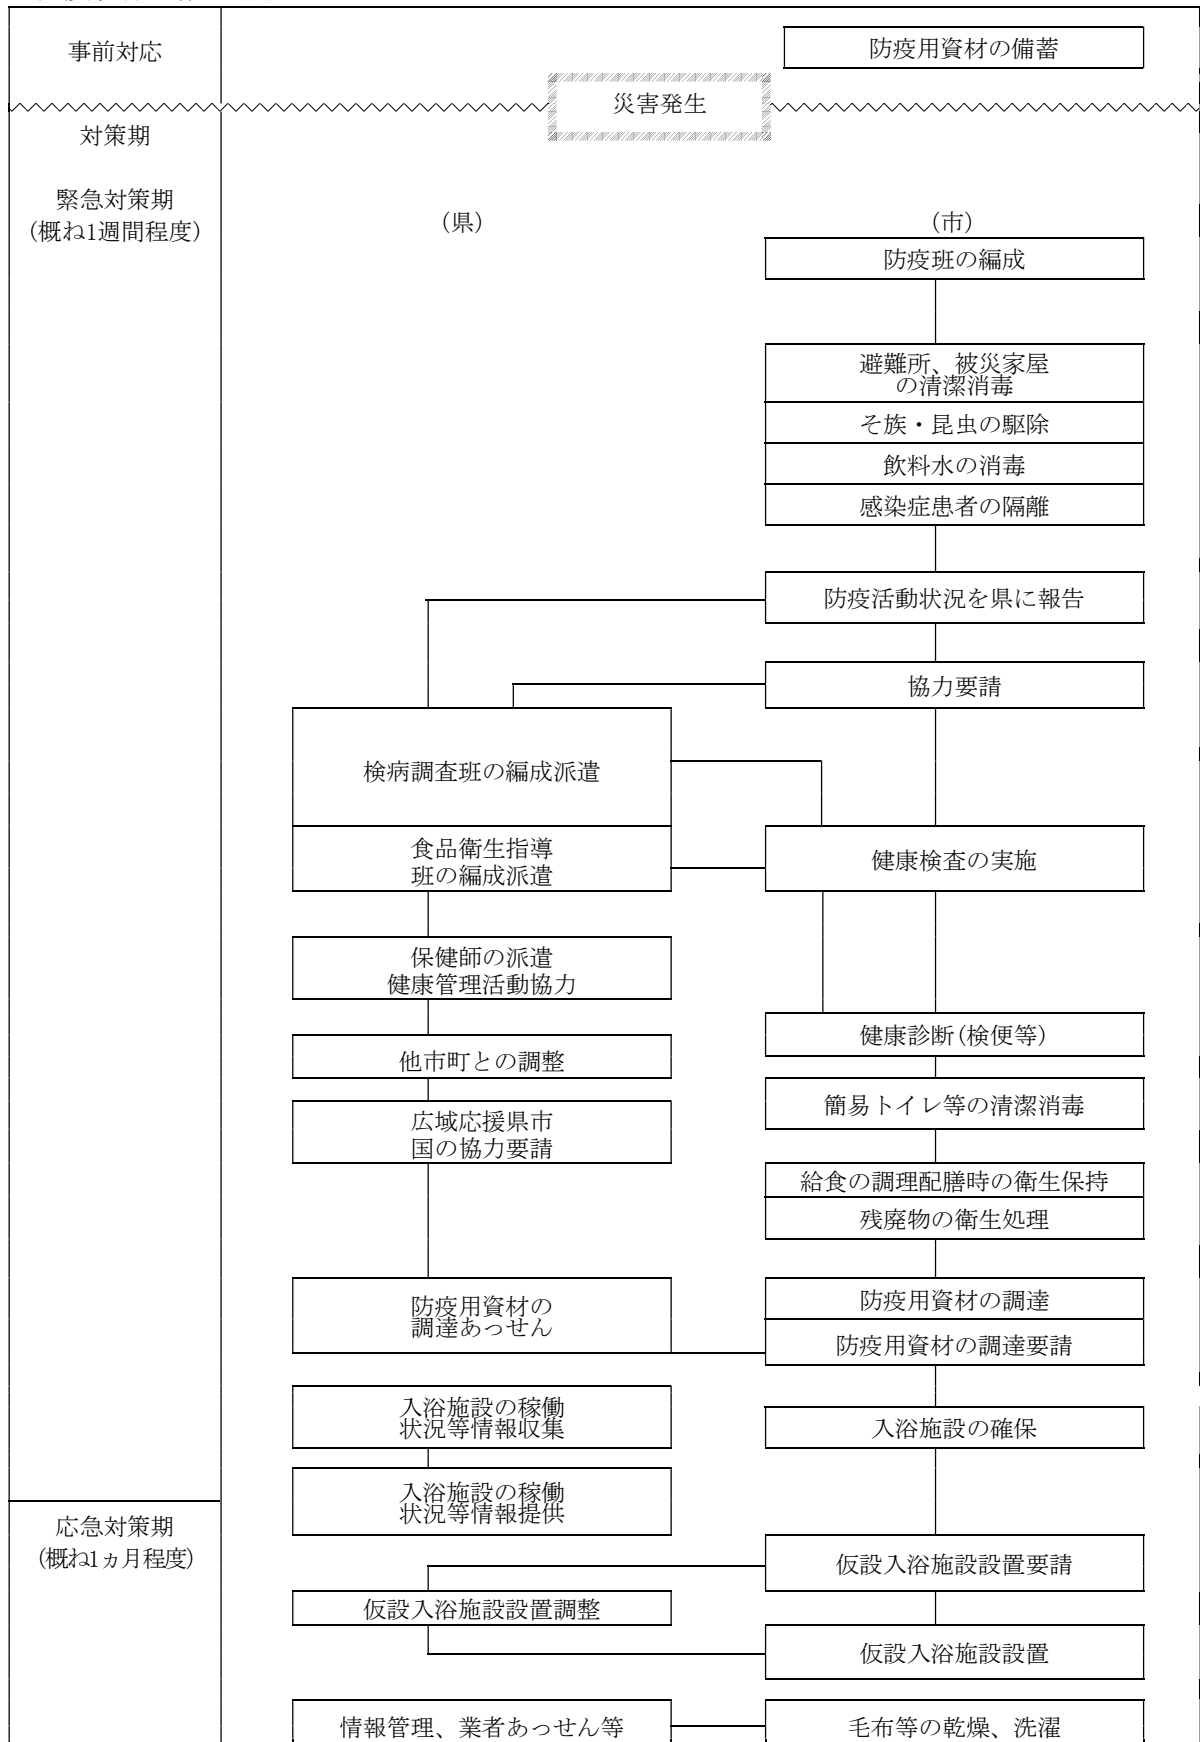 事前対応
防疫用資材の備蓄
災害発生
対策期
緊急対策期
(概ね1週間程度)
(県)
(市)
防疫班の編成
避難所、被災家屋
の清潔消毒
そ族・昆虫の駆除
飲料水の消毒
感染症患者の隔離
防疫活動状況を県に報告
協力要請
検病調査班の編成派遣
食品衛生指導
班の編成派遣
健康検査の実施
保健師の派遣
健康管理活動協力
健康診断(検便等)
他市町との調整
簡易トイレ等の清潔消毒
広域応援県市
国の協力要請
給食の調理配膳時の衛生保持
残廃物の衛生処理
防疫用資材の
調達あっせん
防疫用資材の調達
防疫用資材の調達要請
入浴施設の稼働
状況等情報収集
入浴施設の確保
入浴施設の稼働
状況等情報提供
応急対策期
(概ね1ヵ月程度)
仮設入浴施設設置要請
仮設入浴施設設置調整
仮設入浴施設設置
情報管理、業者あっせん等
毛布等の乾燥、洗濯